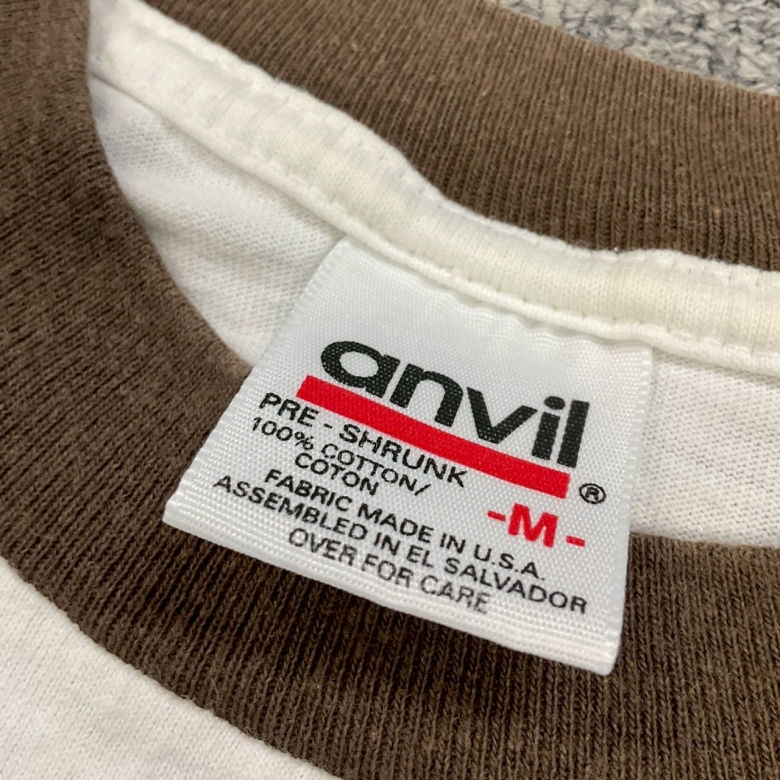 anvil®
PRE - SHRUNK
100% COTTON/
COTON
-M-
FABRIC MADE IN U.S.A.
ASSEMBLED IN EL SALVADOR
OVER FOR CARE